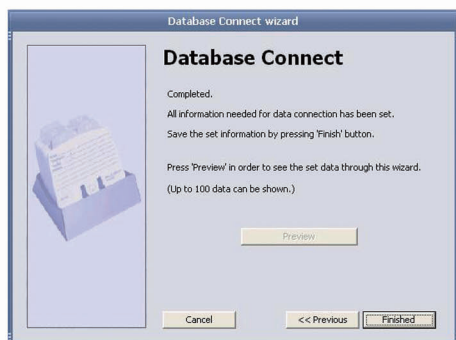 Database Connect wizard
Database Connect
Completed.
All information needed for data connection has been set.
Save the set information by pressing 'Finish' button.
Press 'Preview' in order to see the set data through this wizard.
(Up to 100 data can be shown.)
Preview
Cancel
<< Previous
Finished